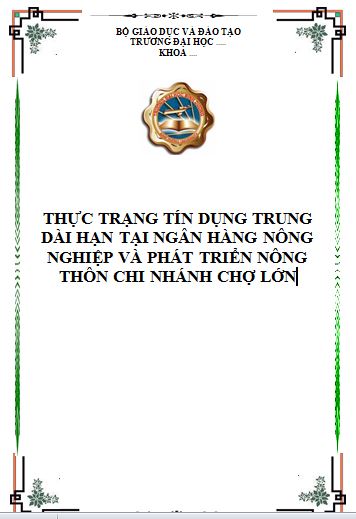 BỘ GIÁO DỤC VÀ ĐÀO TẠO
TRƯỜNG ĐẠI HỌC ....
KHOA ....
THỰC TRẠNG TÍN DỤNG TRUNG
DÀI HẠN TẠI NGÂN HÀNG NÔNG
NGHIỆP VÀ PHÁT TRIỂN NÔNG
THÔN CHI NHÁNH CHỢ LỚN